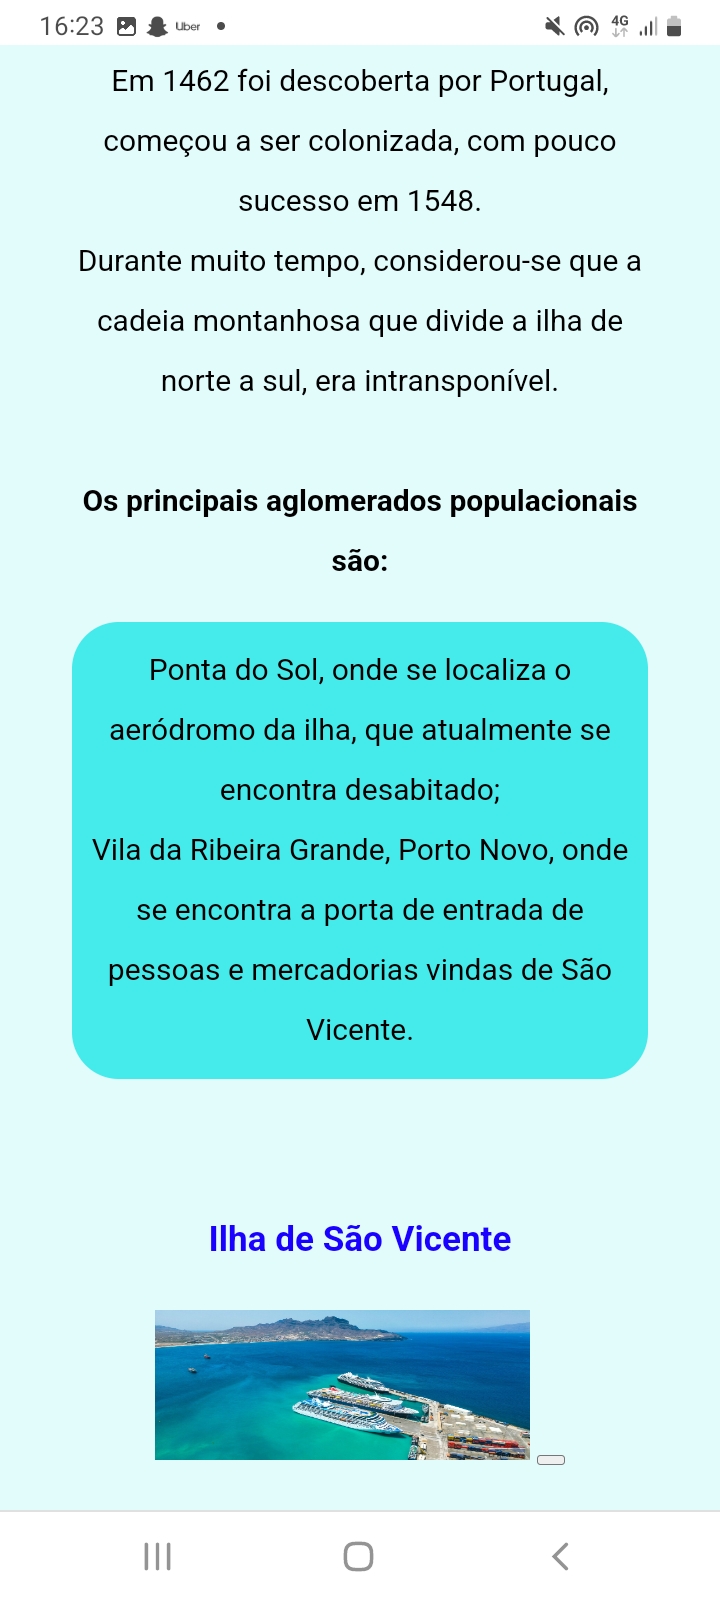 16:23 Uber 4G
Em 1462 foi descoberta por Portugal,
começou a ser colonizada, com pouco
sucesso em 1548.
Durante muito tempo, considerou-se que a
cadeia montanhosa que divide a ilha de
norte a sul, era intransponível.
Os principais aglomerados populacionais
são:
Ponta do Sol, onde se localiza o
aeródromo da ilha, que atualmente se
encontra desabitado;
Vila da Ribeira Grande, Porto Novo, onde
se encontra a porta de entrada de
pessoas e mercadorias vindas de São
Vicente.
Ilha de São Vicente